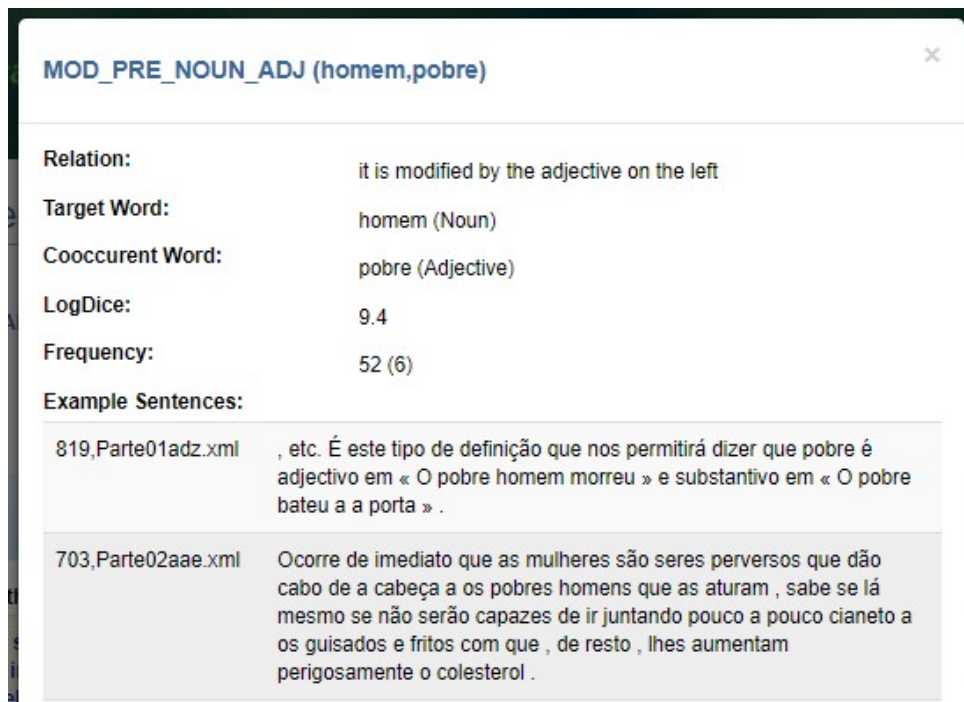 MOD_PRE_NOUN_ADJ (homem,pobre)
×
Relation: it is modified by the adjective on the left
Target Word: homem (Noun)
Cooccurent Word: pobre (Adjective)
LogDice: 9.4
Frequency: 52 (6)
Example Sentences:
819,Parte01adz.xml , etc. É este tipo de definição que nos permitirá dizer que pobre é
adjectivo em « O pobre homem morreu » e substantivo em « O pobre
bateu a a porta » .
703,Parte02aae.xml Ocorre de imediato que as mulheres são seres perversos que dão
cabo de a cabeça a os pobres homens que as aturam , sabe se lá
mesmo se não serão capazes de ir juntando pouco a pouco cianeto a
os guisados e fritos com que , de resto , lhes aumentam
perigosamente o colesterol .